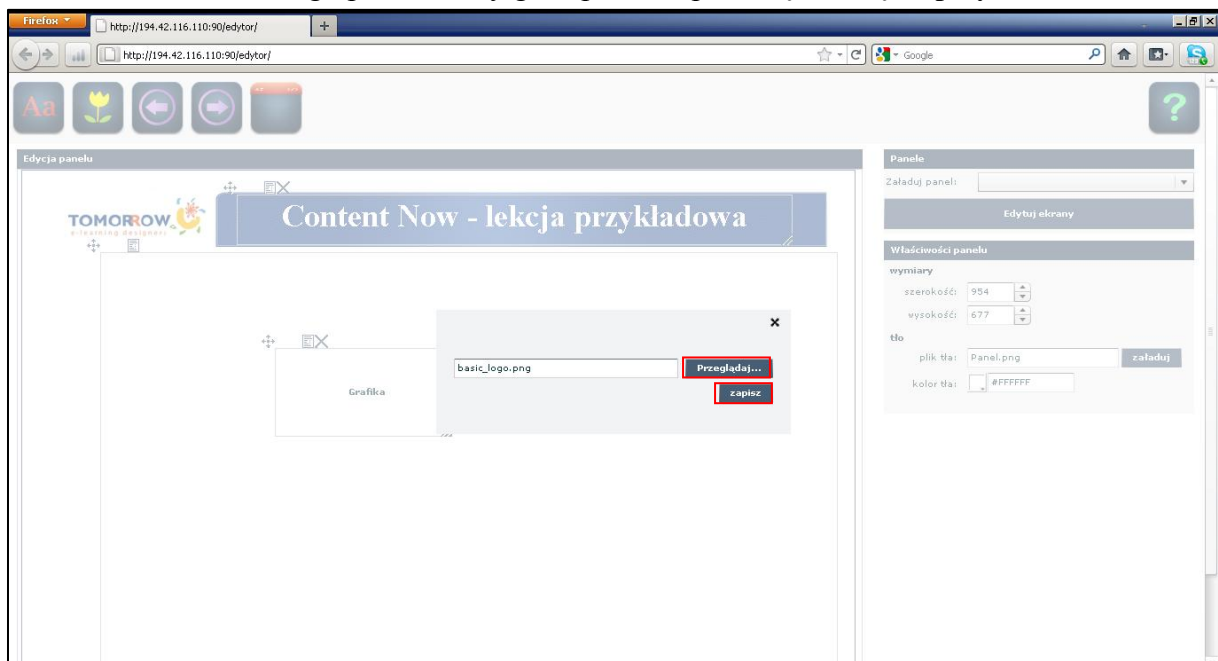 Firefox
http://194.42.116.110:90/edytor/
+
http://194.42.116.110:90/edytor/
Google
Aa
?
Edycja panelu
Panele
Załaduj panel:
TOMORROW
e-learning designers
Content Now - lekcja przykładowa
Edytuj ekrany
Właściwości panelu
wymiary
szerokość: 954
wysokość: 677
tło
basic_logo.png Przeglądaj...
plik tła: Panel.png załaduj
zapisz
Grafika
kolor tła: #FFFFFF